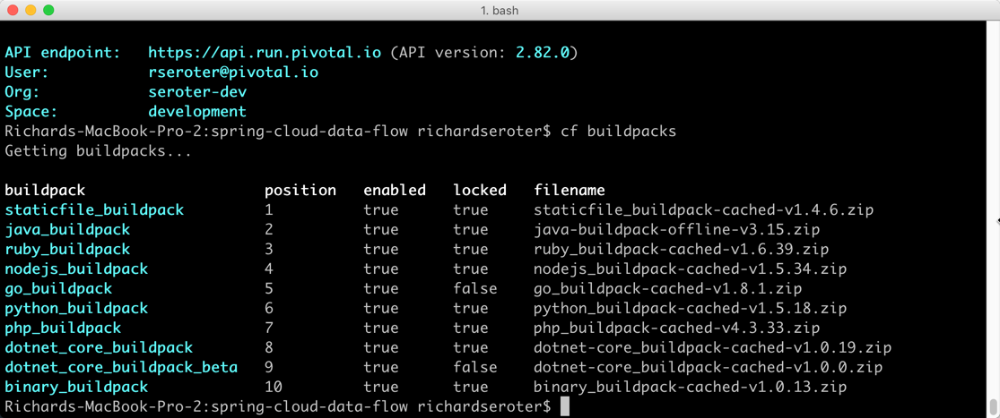 1. bash
API endpoint: https://api.run.pivotal.io (API version: 2.82.0)
User: rseroter@pivotal.io
Org: seroter-dev
Space: development
Richards-MacBook-Pro-2:spring-cloud-data-flow richardseroter$ cf buildpacks
Getting buildpacks...
buildpack position enabled locked filename
staticfile_buildpack 1 true true staticfile_buildpack-cached-v1.4.6.zip
java_buildpack 2 true true java-buildpack-offline-v3.15.zip
ruby_buildpack 3 true true ruby_buildpack-cached-v1.6.39.zip
nodejs_buildpack 4 true true nodejs_buildpack-cached-v1.5.34.zip
go_buildpack 5 true false go_buildpack-cached-v1.8.1.zip
python_buildpack 6 true true python_buildpack-cached-v1.5.18.zip
php_buildpack 7 true true php_buildpack-cached-v4.3.33.zip
dotnet_core_buildpack 8 true true dotnet-core_buildpack-cached-v1.0.19.zip
dotnet_core_buildpack_beta 9 true false dotnet-core_buildpack-cached-v1.0.0.zip
binary_buildpack 10 true true binary_buildpack-cached-v1.0.13.zip
Richards-MacBook-Pro-2:spring-cloud-data-flow richardseroter$